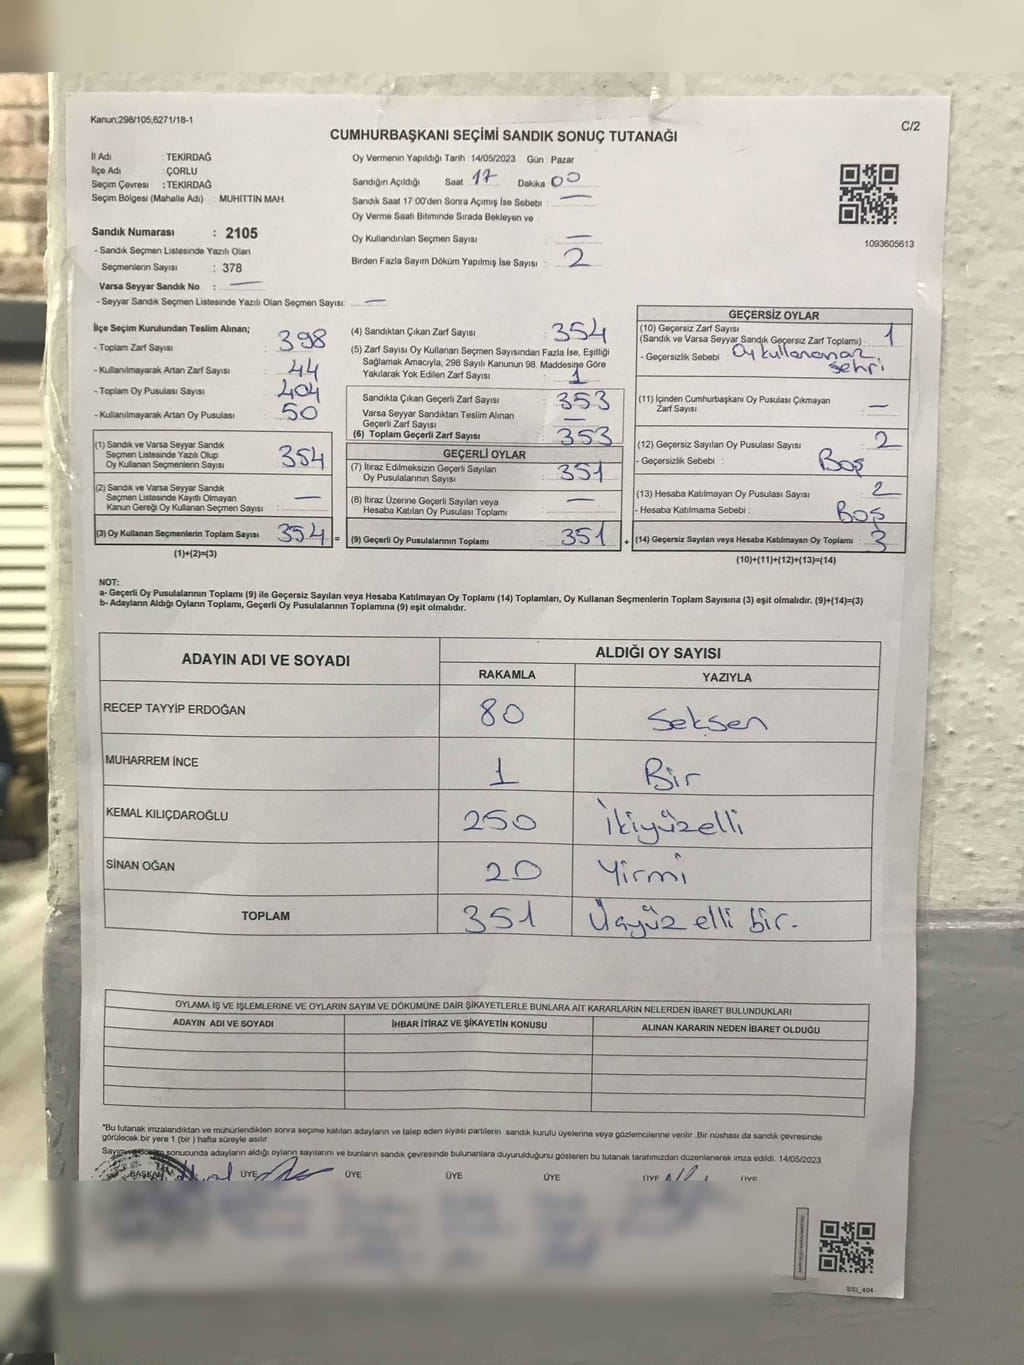 Kanun;298/105;6271/18-1
C/2
CUMHURBAŞKANI SEÇİMİ SANDIK SONUÇ TUTANAĞI
İl Adı : TEKİRDAĞ
İlçe Adı : ÇORLU
Seçim Çevresi : TEKİRDAĞ
Seçim Bölgesi (Mahalle Adı) : MUHİTTİN MAH.
Sandık Numarası : 2105
- Sandık Seçmen Listesinde Yazılı Olan
Seçmenlerin Sayısı : 378
Varsa Seyyar Sandık No : —
- Seyyar Sandık Seçmen Listesinde Yazılı Olan Seçmen Sayısı: —
Oy Vermenin Yapıldığı Tarih 14/05/2023 Gün : Pazar
Sandığın Açıldığı Saat 17 Dakika 00
Sandık Saat 17.00'den Sonra Açımış İse Sebebi : —
Oy Verme Saati Bitiminde Sırada Bekleyen ve
Oy Kullandırılan Seçmen Sayısı : —
Birden Fazla Sayım Döküm Yapılmış İse Sayısı : 2
1093605613
İlçe Seçim Kurulundan Teslim Alınan;
- Toplam Zarf Sayısı : 398
- Kullanılmayarak Artan Zarf Sayısı : 44
- Toplam Oy Pusulası Sayısı : 404
- Kullanılmayarak Artan Oy Pusulası : 50
(1) Sandık ve Varsa Seyyar Sandık
Seçmen Listesinde Yazılı Olup
Oy Kullanan Seçmenlerin Sayısı : 354
(2) Sandık ve Varsa Seyyar Sandık
Seçmen Listesinde Kayıtlı Olmayan
Kanun Gereği Oy Kullanan Seçmen Sayısı : —
(3) Oy Kullanan Seçmenlerin Toplam Sayısı : 354 =
(1)+(2)=(3)
(4) Sandıktan Çıkan Zarf Sayısı : 354
(5) Zarf Sayısı Oy Kullanan Seçmen Sayısından Fazla İse, Eşitliği
Sağlamak Amacıyla, 298 Sayılı Kanunun 98. Maddesine Göre
Yakılarak Yok Edilen Zarf Sayısı : 1
Sandıkta Çıkan Geçerli Zarf Sayısı : 353
Varsa Seyyar Sandıktan Teslim Alınan
Geçerli Zarf Sayısı : —
(6) Toplam Geçerli Zarf Sayısı : 353
GEÇERLİ OYLAR
(7) İtiraz Edilmeksizin Geçerli Sayılan
Oy Pusulalarının Sayısı : 351
(8) İtiraz Üzerine Geçerli Sayılan veya
Hesaba Katılan Oy Pusulası Toplamı : —
(9) Geçerli Oy Pusulalarının Toplamı : 351 +
GEÇERSİZ OYLAR
(10) Geçersiz Zarf Sayısı
(Sandık ve Varsa Seyyar Sandık Geçersiz Zarf Toplamı) : 1
- Geçersizlik Sebebi : Oy kullanamaz
şehri
(11) İçinden Cumhurbaşkanı Oy Pusulası Çıkmayan
Zarf Sayısı : —
(12) Geçersiz Sayılan Oy Pusulası Sayısı : 2
- Geçersizlik Sebebi : Boş
(13) Hesaba Katılmayan Oy Pusulası Sayısı : 2
- Hesaba Katılmama Sebebi : Boş
(14) Geçersiz Sayılan veya Hesaba Katılmayan Oy Toplamı : 3
(10)+(11)+(12)+(13)=(14)
NOT:
a- Geçerli Oy Pusulalarının Toplamı (9) ile Geçersiz Sayılan veya Hesaba Katılmayan Oy Toplamı (14) Toplamları, Oy Kullanan Seçmenlerin Toplam Sayısına (3) eşit olmalıdır. (9)+(14)=(3)
b- Adayların Aldığı Oyların Toplamı, Geçerli Oy Pusulalarının Toplamına (9) eşit olmalıdır.
ADAYIN ADI VE SOYADI ALDIĞI OY SAYISI
RAKAMLA YAZIYLA
RECEP TAYYİP ERDOĞAN 80 Seksen
MUHARREM İNCE 1 Bir
KEMAL KILIÇDAROĞLU 250 İkiyüzelli
SİNAN OĞAN 20 Yirmi
TOPLAM 351 Üçyüz elli bir.
OYLAMA İŞ VE İŞLEMLERİNE VE OYLARIN SAYIM VE DÖKÜMÜNE DAİR ŞİKAYETLERLE BUNLARA AİT KARARLARIN NELERDEN İBARET BULUNDUKLARI
ADAYIN ADI VE SOYADI İHBAR İTİRAZ VE ŞİKAYETİN KONUSU ALINAN KARARIN NEDEN İBARET OLDUĞU
*Bu tutanak imzalandıktan ve mühürlendikten sonra seçime katılan adayların ve talep eden siyasi partilerin sandık kurulu üyelerine veya gözlemcilerine verilir. Bir nüshası da sandık çevresinde
görülecek bir yere 1 (bir ) hafta süreyle asılır.
Sayım ve döküm sonucunda adayların aldığı oyların sayılarını ve bunların sandık çevresinde bulunanlara duyurulduğunu gösteren bu tutanak tarafımızdan düzenlenerek imza edildi. 14/05/2023
BAŞKAN ÜYE ÜYE ÜYE ÜYE ÜYE ÜYE
SSI_404